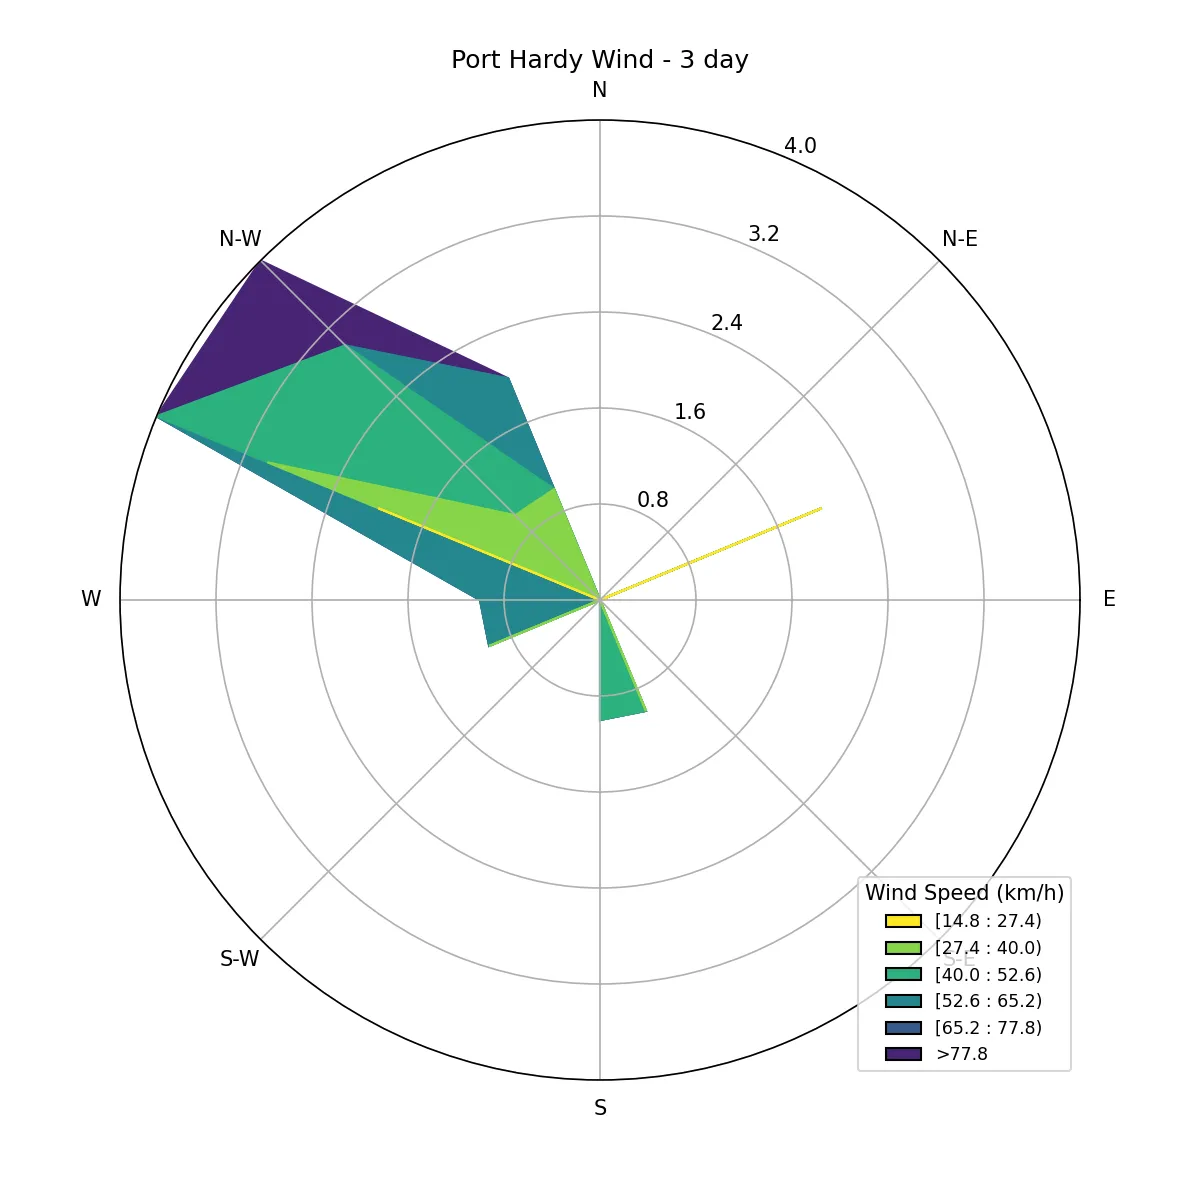 Port Hardy Wind - 3 day
N
4.0
N-W
N-E
3.2
2.4
1.6
0.8
W
E
S-W
S-E
S
Wind Speed (km/h)
[14.8 : 27.4)
[27.4 : 40.0)
[40.0 : 52.6)
[52.6 : 65.2)
[65.2 : 77.8)
>77.8